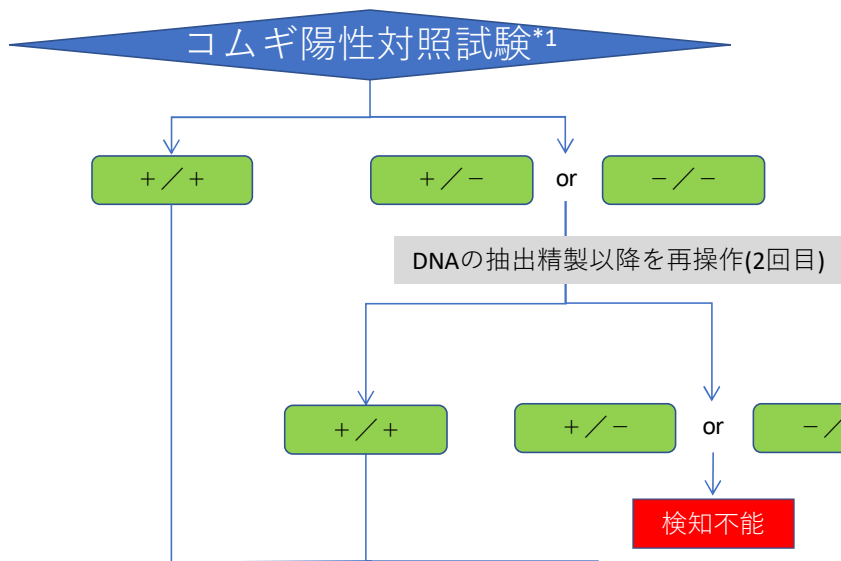 コムギ陽性対照試験*1
+/+
+/-
or
-/-
DNAの抽出精製以降を再操作(2回目)
+/+
+/-
or
-/
検知不能